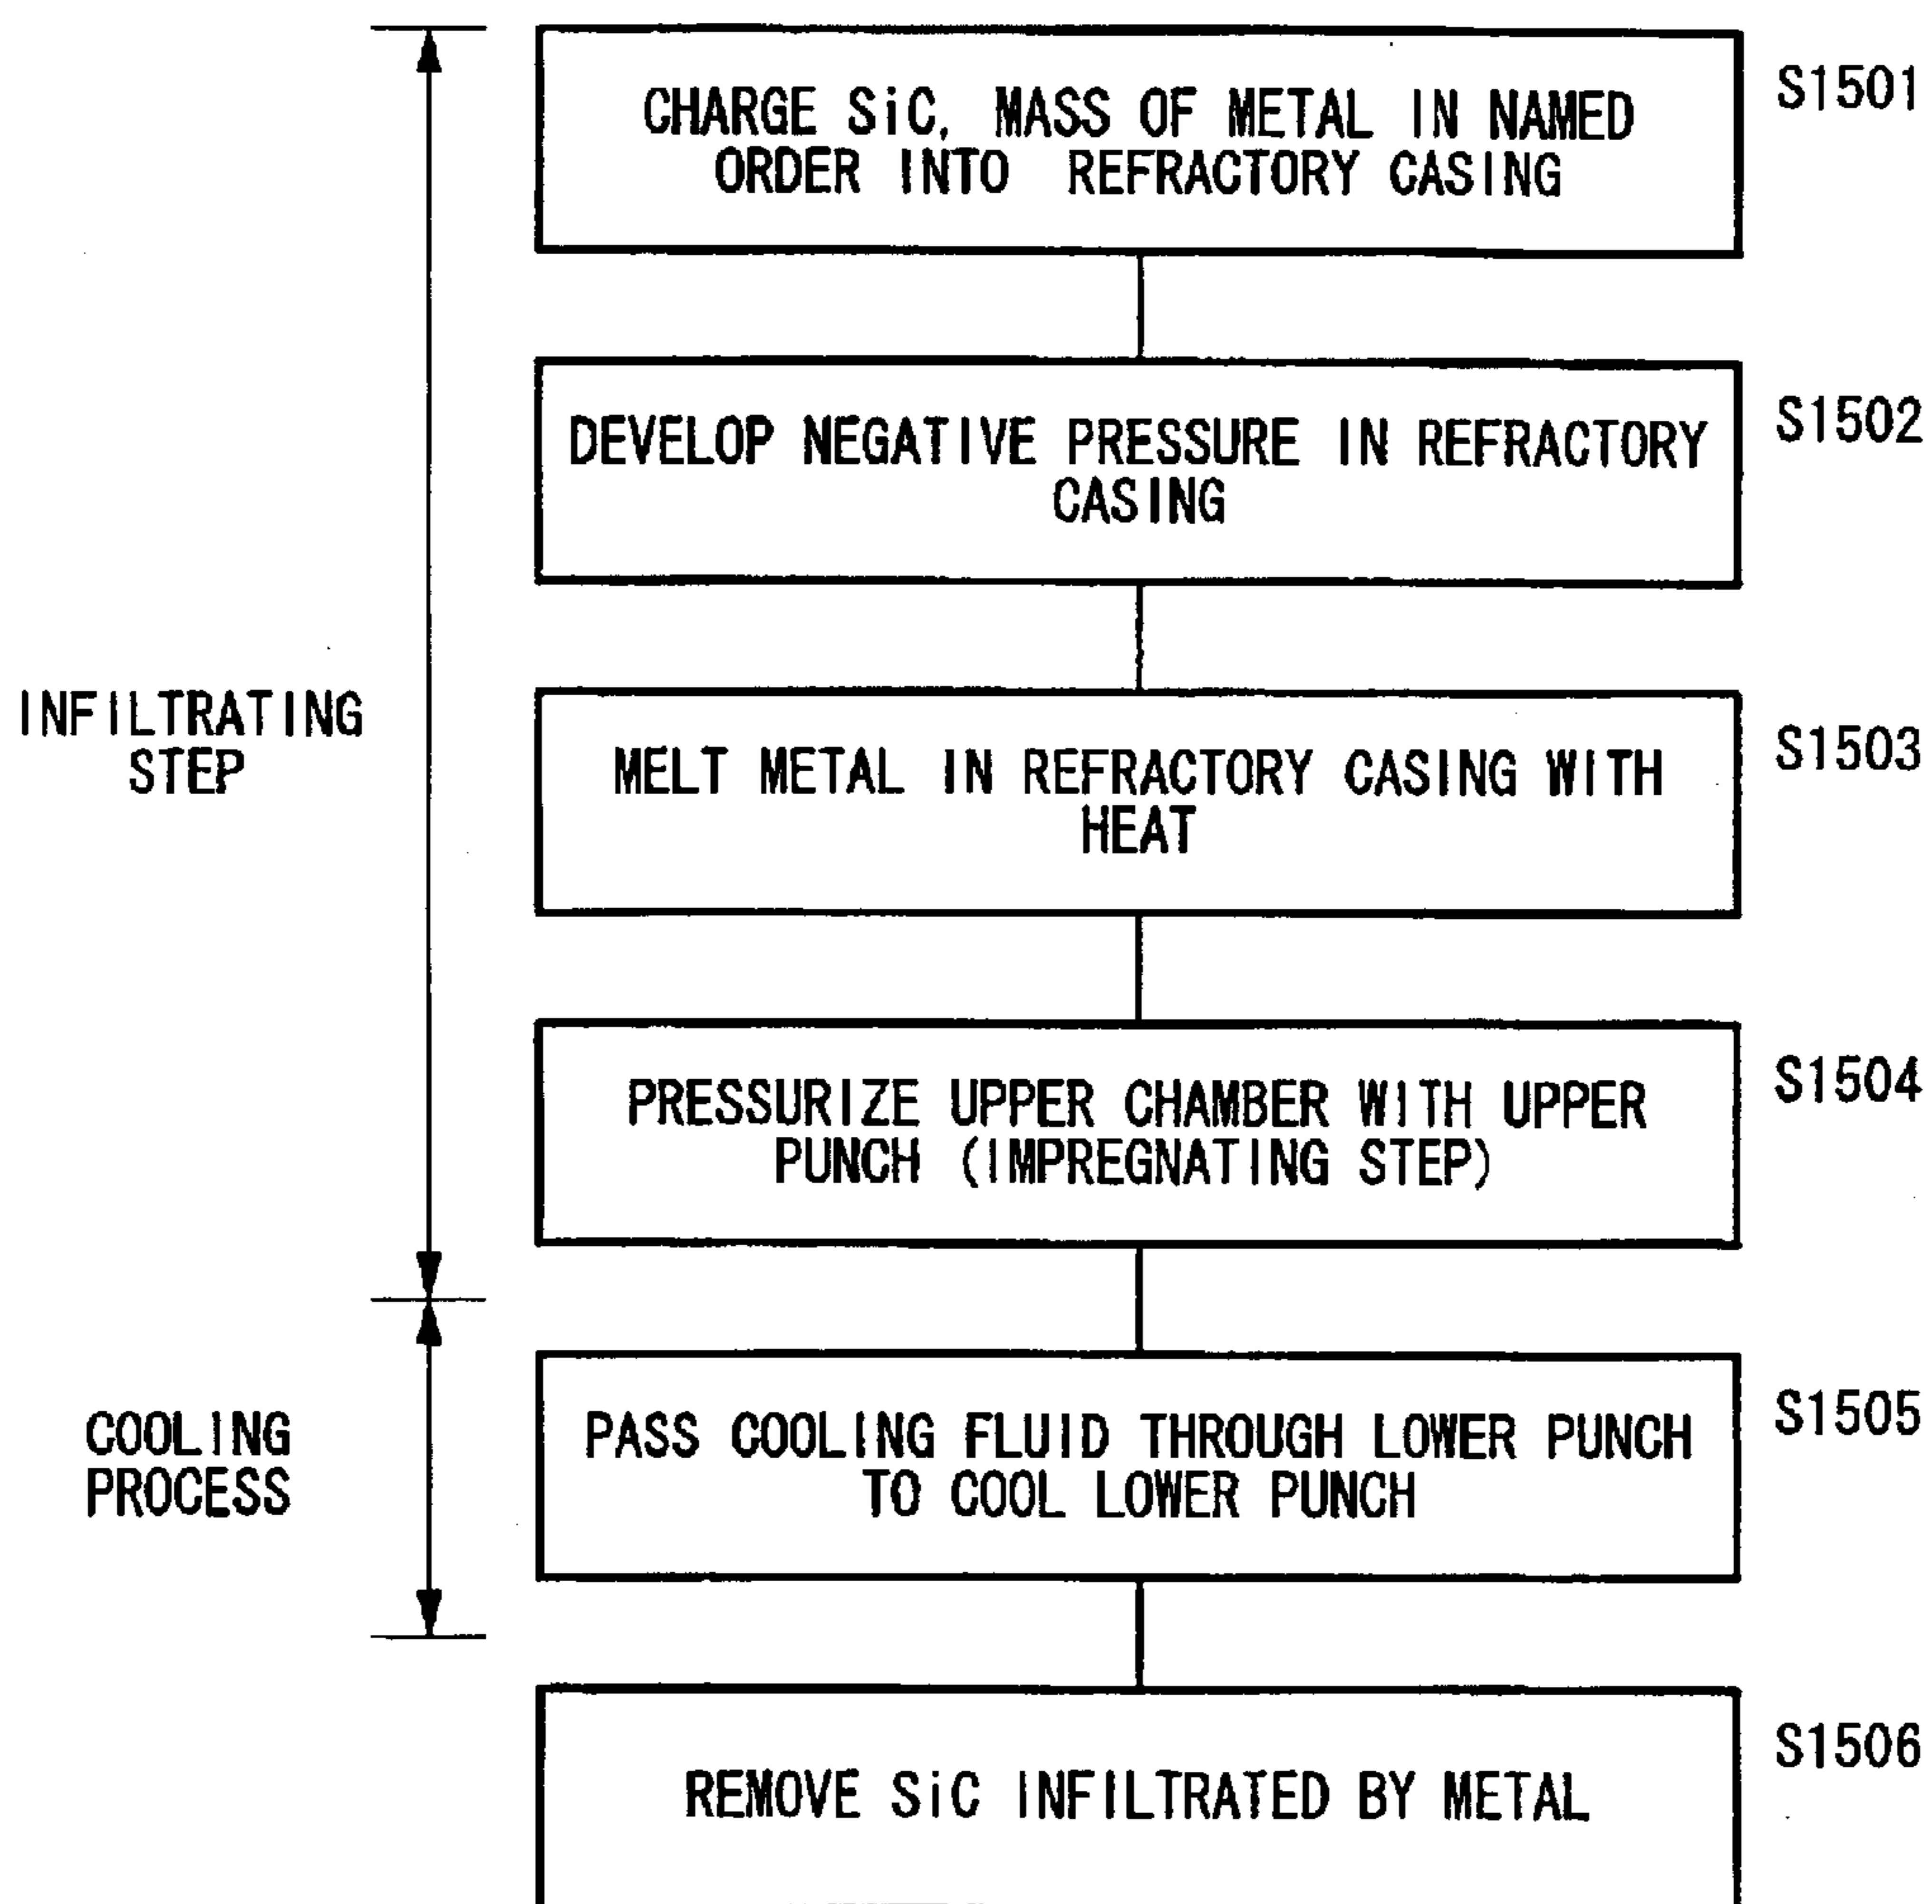 CHARGE SiC, MASS OF METAL IN NAMED
ORDER INTO REFRACTORY CASING
S1501
DEVELOP NEGATIVE PRESSURE IN REFRACTORY
CASING
S1502
INFILTRATING
STEP
MELT METAL IN REFRACTORY CASING WITH
HEAT
S1503
PRESSURIZE UPPER CHAMBER WITH UPPER
PUNCH (IMPREGNATING STEP)
S1504
COOLING
PROCESS
PASS COOLING FLUID THROUGH LOWER PUNCH
TO COOL LOWER PUNCH
S1505
REMOVE SiC INFILTRATED BY METAL
S1506